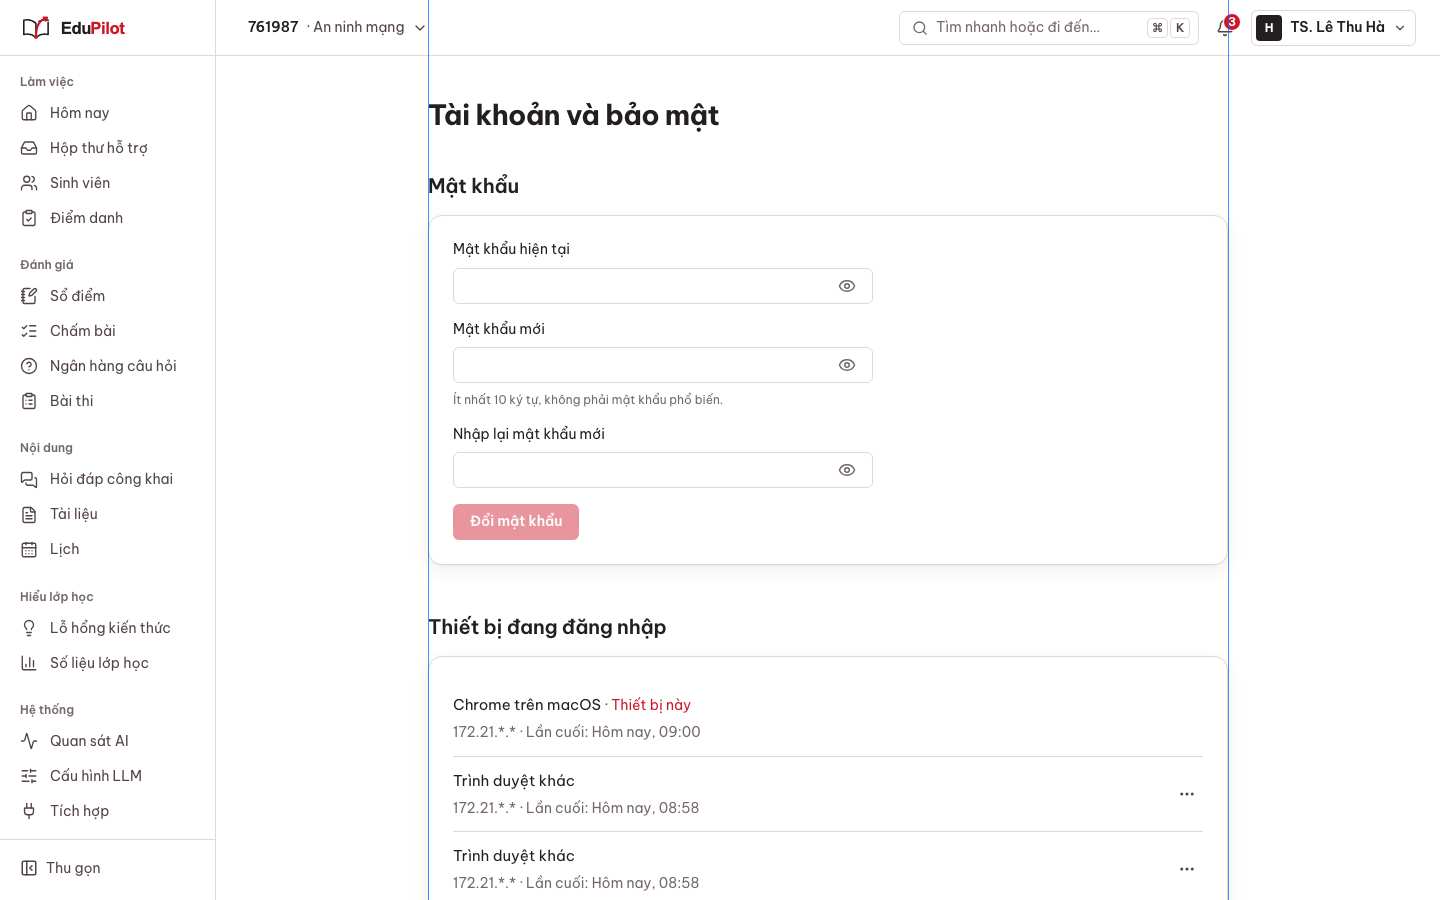 EduPilot
761987 · An ninh mạng
Tìm nhanh hoặc đi đến...
⌘ K
3
H
TS. Lê Thu Hà
Làm việc
Hôm nay
Hộp thư hỗ trợ
Sinh viên
Điểm danh
Đánh giá
Sổ điểm
Chấm bài
Ngân hàng câu hỏi
Bài thi
Nội dung
Hỏi đáp công khai
Tài liệu
Lịch
Hiểu lớp học
Lỗ hổng kiến thức
Số liệu lớp học
Hệ thống
Quan sát AI
Cấu hình LLM
Tích hợp
Thu gọn
Tài khoản và bảo mật
Mật khẩu
Mật khẩu hiện tại
Mật khẩu mới
Ít nhất 10 ký tự, không phải mật khẩu phổ biến.
Nhập lại mật khẩu mới
Đổi mật khẩu
Thiết bị đang đăng nhập
Chrome trên macOS · Thiết bị này
172.21.*.* · Lần cuối: Hôm nay, 09:00
Trình duyệt khác
172.21.*.* · Lần cuối: Hôm nay, 08:58
Trình duyệt khác
172.21.*.* · Lần cuối: Hôm nay, 08:58